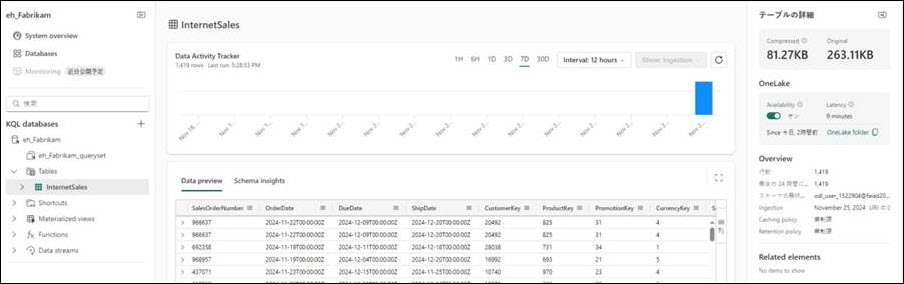 eh_Fabrikam
System overview
Databases
Monitoring 近日公開予定
検索
KQL databases
eh_Fabrikam
eh_Fabrikam_queryset
Tables
InternetSales
Shortcuts
Materialized views
Functions
Data streams
InternetSales
Data Activity Tracker
1,419 rows · Last run: 5:28:53 PM
1H 6H 1D 3D 7D 30D Interval: 12 hours Show Ingestion
Nov 18, ... Nov 1... Nov 1... Nov 2... Nov 2... Nov 2... Nov 2... Nov 2... Nov 2... Nov 2... Nov 2... Nov 2... Nov 2... Nov 2...
Data preview Schema insights
SalesOrderNumber OrderDate DueDate ShipDate CustomerKey ProductKey PromotionKey CurrencyKey
966637 2024-11-22T00:00:00Z 2024-12-09T00:00:00Z 2024-12-20T00:00:00Z 20492 825 31 4
966637 2024-11-22T00:00:00Z 2024-12-09T00:00:00Z 2024-12-20T00:00:00Z 20492 825 31 4
692358 2024-11-19T00:00:00Z 2024-12-11T00:00:00Z 2024-12-18T00:00:00Z 28038 731 34 1
968957 2024-11-19T00:00:00Z 2024-12-04T00:00:00Z 2024-12-20T00:00:00Z 16992 693 21 5
437071 2024-11-23T00:00:00Z 2024-12-15T00:00:00Z 2024-11-25T00:00:00Z 10740 970 23 4
列
テーブルの詳細
Compressed Original
81.27KB 263.11KB
OneLake
Availability Latency
オン 9 minutes
Since 今日, 2時間前 OneLake folder
Overview
行数 1,419
最後の 24 時間に... 1,419
スキーマの最終...
Ingestion November 25, 2024
Caching policy 無制限
Retention policy 無制限
Related elements
No items to show